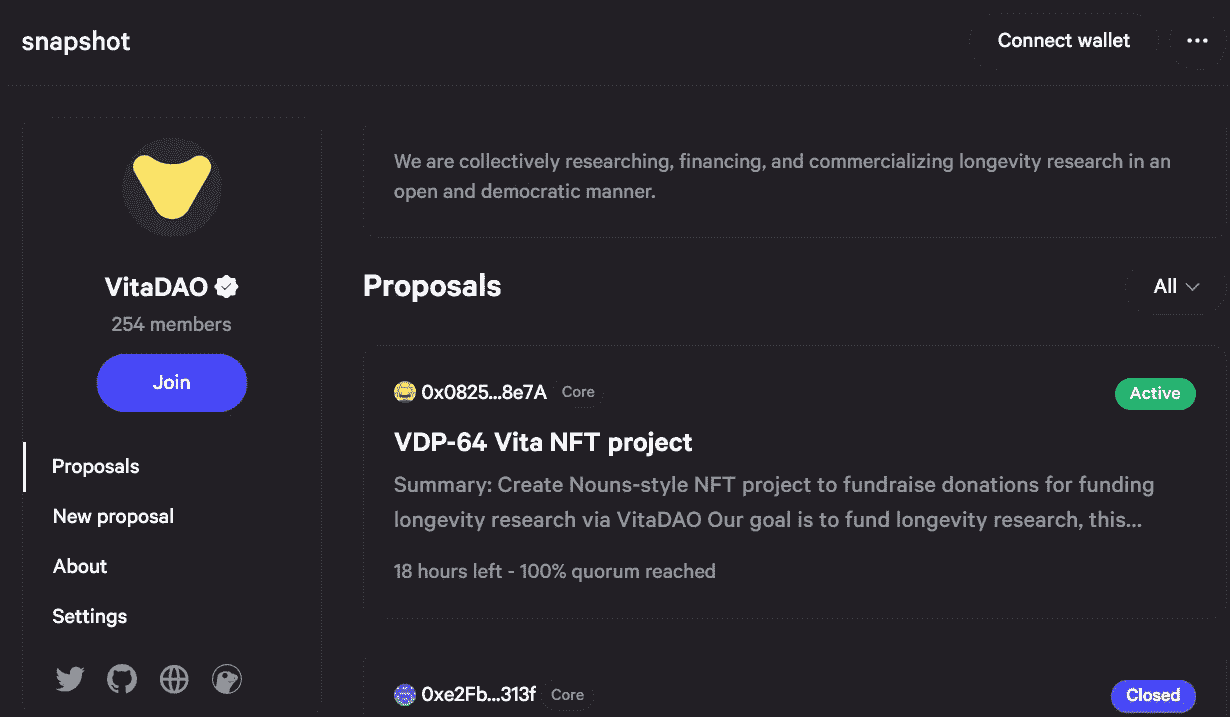 snapshot
Connect wallet
We are collectively researching, financing, and commercializing longevity research in an
open and democratic manner.
VitaDAO
254 members
Join
Proposals
New proposal
About
Settings
Proposals
All
0x0825...8e7A Core
Active
VDP-64 Vita NFT project
Summary: Create Nouns-style NFT project to fundraise donations for funding
longevity research via VitaDAO Our goal is to fund longevity research, this...
18 hours left - 100% quorum reached
0xe2Fb...313f Core
Closed